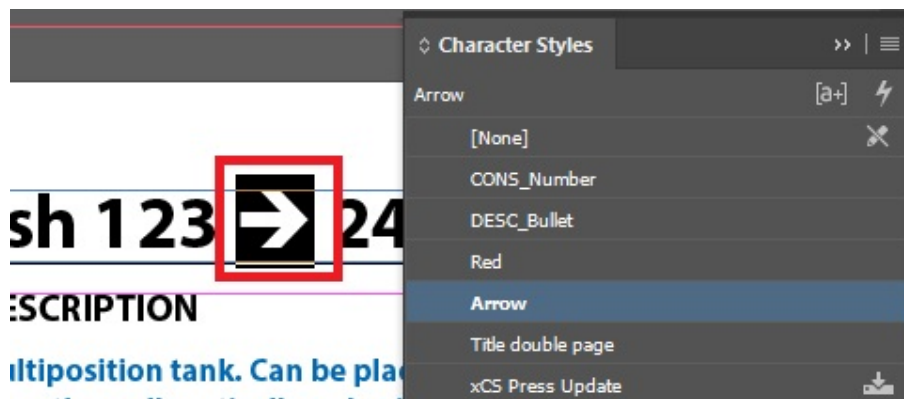 Character Styles
Arrow [a+]
[None]
CONS_Number
DESC_Bullet
Red
Arrow
Title double page
xCS Press Update
sh 123 → 24
ESCRIPTION
ultiposition tank. Can be pla